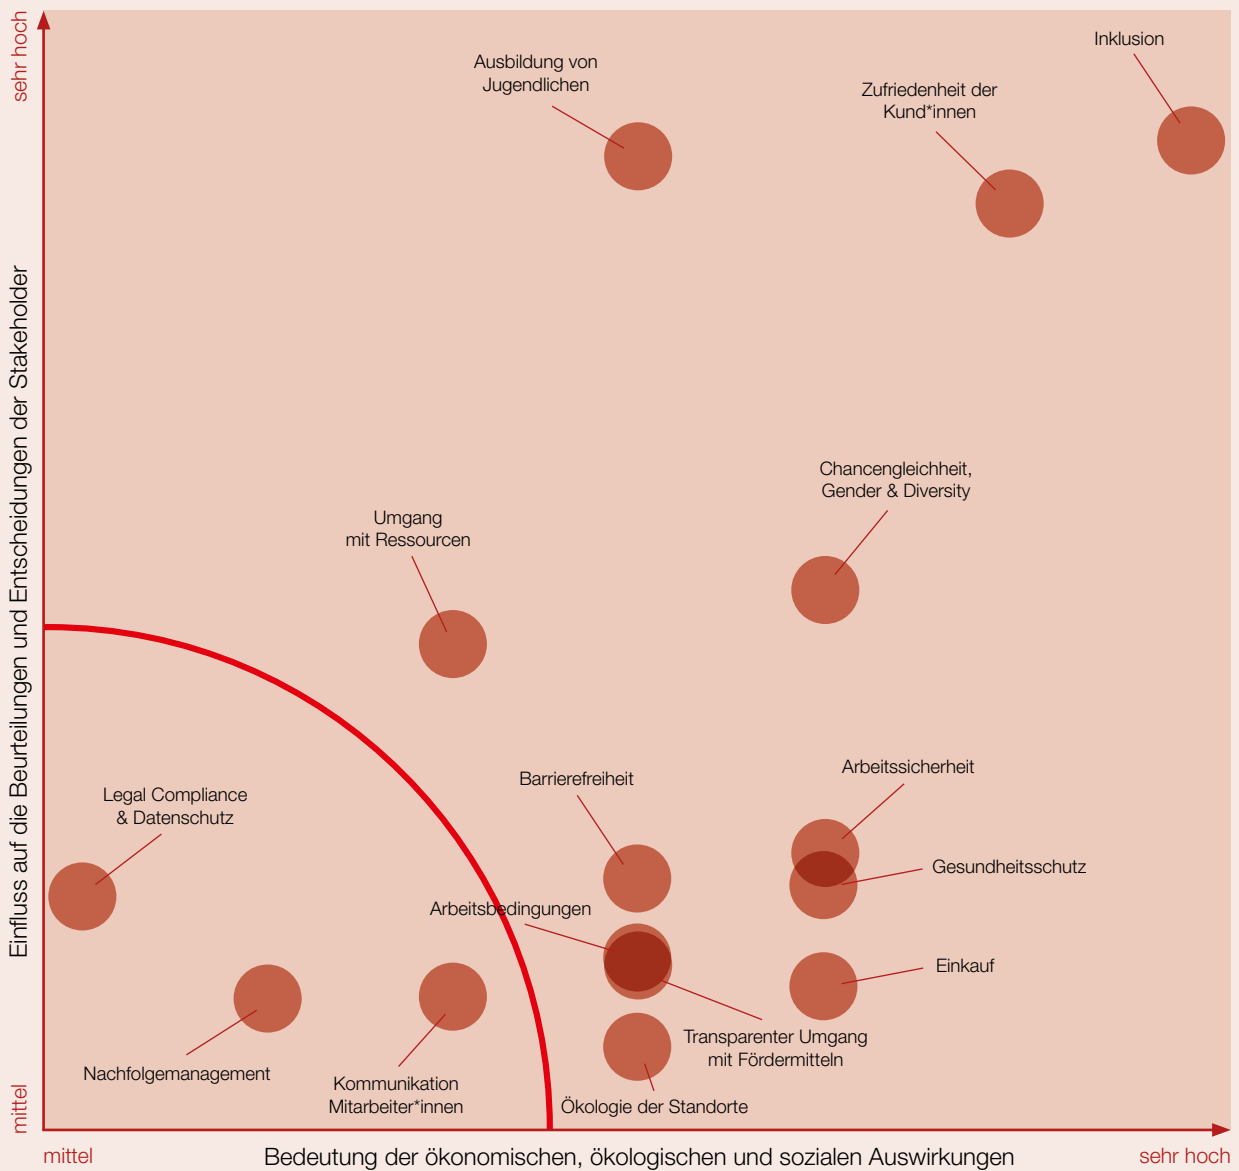 sehr hoch
Einfluss auf die Beurteilungen und Entscheidungen der Stakeholder
mittel
Inklusion
Ausbildung von
Jugendlichen
Zufriedenheit der
Kund*innen
Chancengleichheit,
Gender & Diversity
Umgang
mit Ressourcen
Arbeitssicherheit
Barrierefreiheit
Legal Compliance
& Datenschutz
Gesundheitsschutz
Arbeitsbedingungen
Einkauf
Transparenter Umgang
mit Fördermitteln
Nachfolgemanagement
Kommunikation
Mitarbeiter*innen
Ökologie der Standorte
mittel
Bedeutung der ökonomischen, ökologischen und sozialen Auswirkungen
sehr hoch